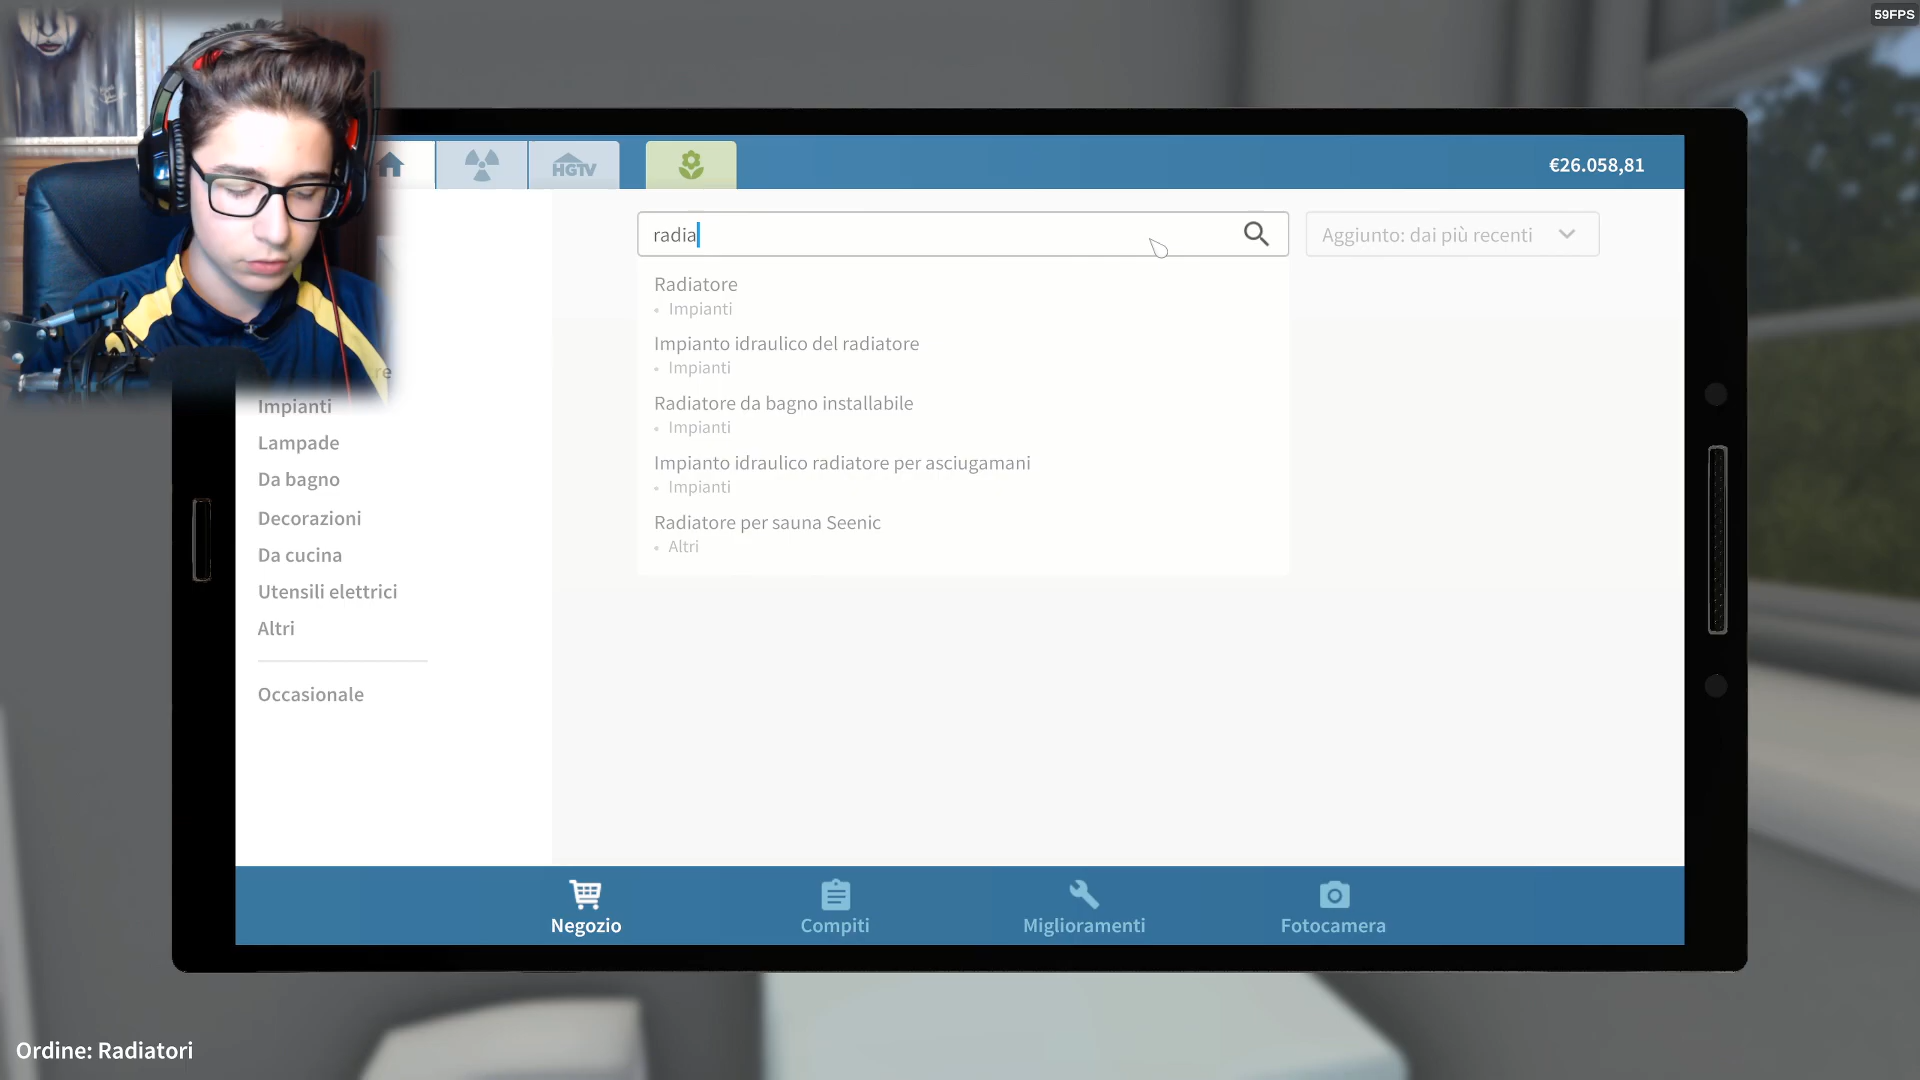 59FPS
HGTV
€26.058,81
radia
Aggiunto: dai più recenti
Radiatore
• Impianti
Impianto idraulico del radiatore
• Impianti
Radiatore da bagno installabile
• Impianti
Impianto idraulico radiatore per asciugamani
• Impianti
Radiatore per sauna Seenic
• Altri
Impianti
Lampade
Da bagno
Decorazioni
Da cucina
Utensili elettrici
Altri
Occasionale
Negozio
Compiti
Miglioramenti
Fotocamera
Ordine: Radiatori